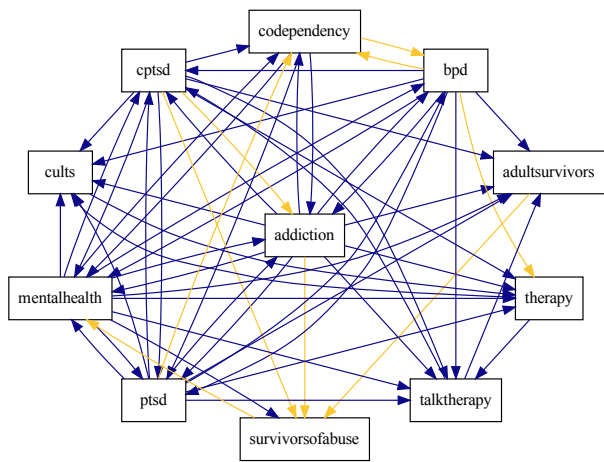 codependency
cptsd
bpd
cults
adultsurvivors
addiction
mentalhealth
therapy
ptsd
talktherapy
survivorsofabuse